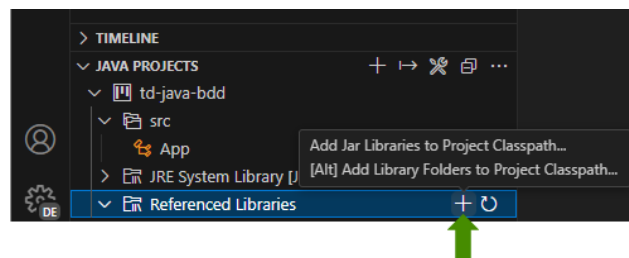 TIMELINE
JAVA PROJECTS
td-java-bdd
src
App
Add Jar Libraries to Project Classpath...
[Alt] Add Library Folders to Project Classpath...
JRE System Library [J
Referenced Libraries
DE